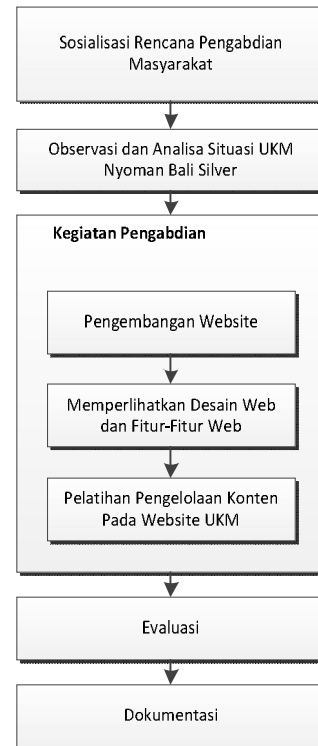 Sosialisasi Rencana Pengabdian
Masyarakat
Observasi dan Analisa Situasi UKM
Nyoman Bali Silver
Kegiatan Pengabdian
Pengembangan Website
Memperlihatkan Desain Web
dan Fitur-Fitur Web
Pelatihan Pengelolaan Konten
Pada Website UKM
Evaluasi
Dokumentasi